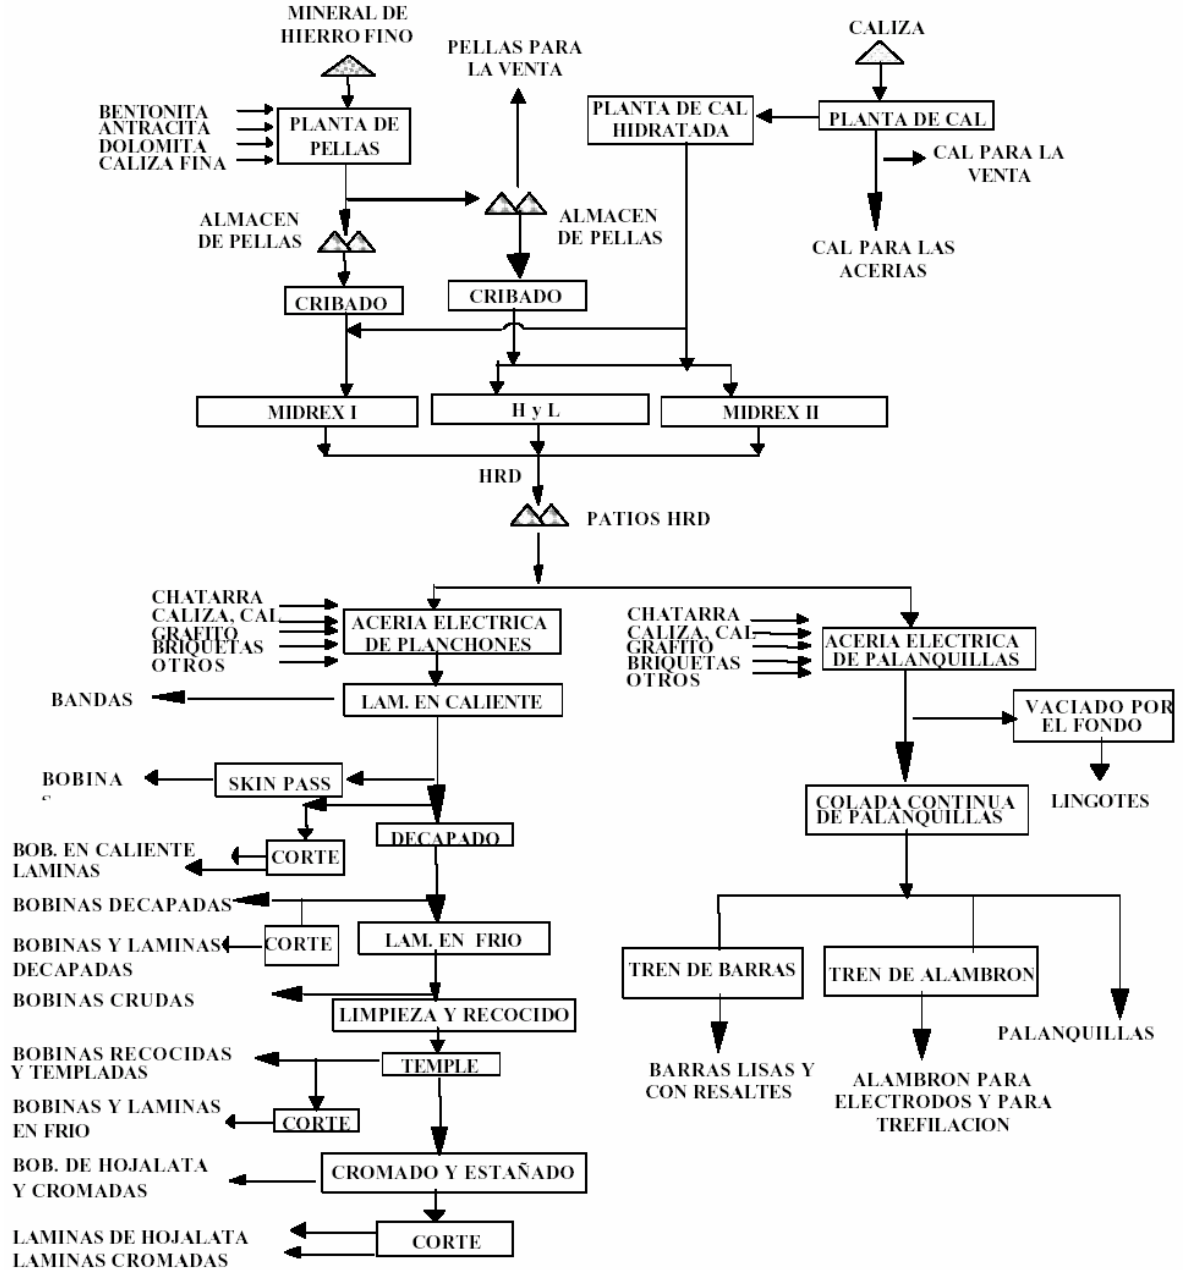 MINERAL DE
HIERRO FINO
PELLAS PARA
LA VENTA
CALIZA
BENTONITA
ANTRACITA
DOLOMITA
CALIZA FINA
PLANTA DE
PELLAS
PLANTA DE CAL
HIDRATADA
PLANTA DE CAL
CAL PARA LA
VENTA
ALMACEN
DE PELLAS
ALMACEN
DE PELLAS
CAL PARA LAS
ACERIAS
CRIBADO
CRIBADO
MIDREX I
H y L
MIDREX II
HRD
PATIOS HRD
CHATARRA
CALIZA, CAL
GRAFITO
BRIQUETAS
OTROS
ACERIA ELECTRICA
DE PLANCHONES
CHATARRA
CALIZA, CAL
GRAFITO
BRIQUETAS
OTROS
ACERIA ELECTRICA
DE PALANQUILLAS
BANDAS
LAM. EN CALIENTE
VACIADO POR
EL FONDO
BOBINA
SKIN PASS
LINGOTES
COLADA CONTINUA
DE PALANQUILLAS
DECAPADO
BOB. EN CALIENTE
LAMINAS
CORTE
BOBINAS DECAPADAS
LAM. EN FRIO
BOBINAS Y LAMINAS
DECAPADAS
CORTE
TREN DE BARRAS
TREN DE ALAMBRON
BOBINAS CRUDAS
LIMPIEZA Y RECOCIDO
PALANQUILLAS
BOBINAS RECOCIDAS
Y TEMPLADAS
TEMPLE
BARRAS LISAS Y
CON RESALTES
ALAMBRON PARA
ELECTRODOS Y PARA
TREFILACION
BOBINAS Y LAMINAS
EN FRIO
CORTE
BOB. DE HOJALATA
Y CROMADAS
CROMADO Y ESTAÑADO
LAMINAS DE HOJALATA
LAMINAS CROMADAS
CORTE